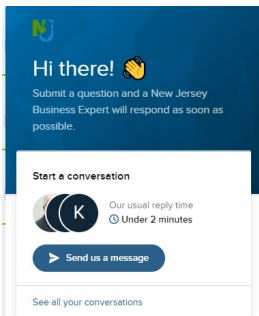 NJ
Hi there! 👋
Submit a question and a New Jersey
Business Expert will respond as soon as
possible.
Start a conversation
K
Our usual reply time
Under 2 minutes
Send us a message
See all your conversations